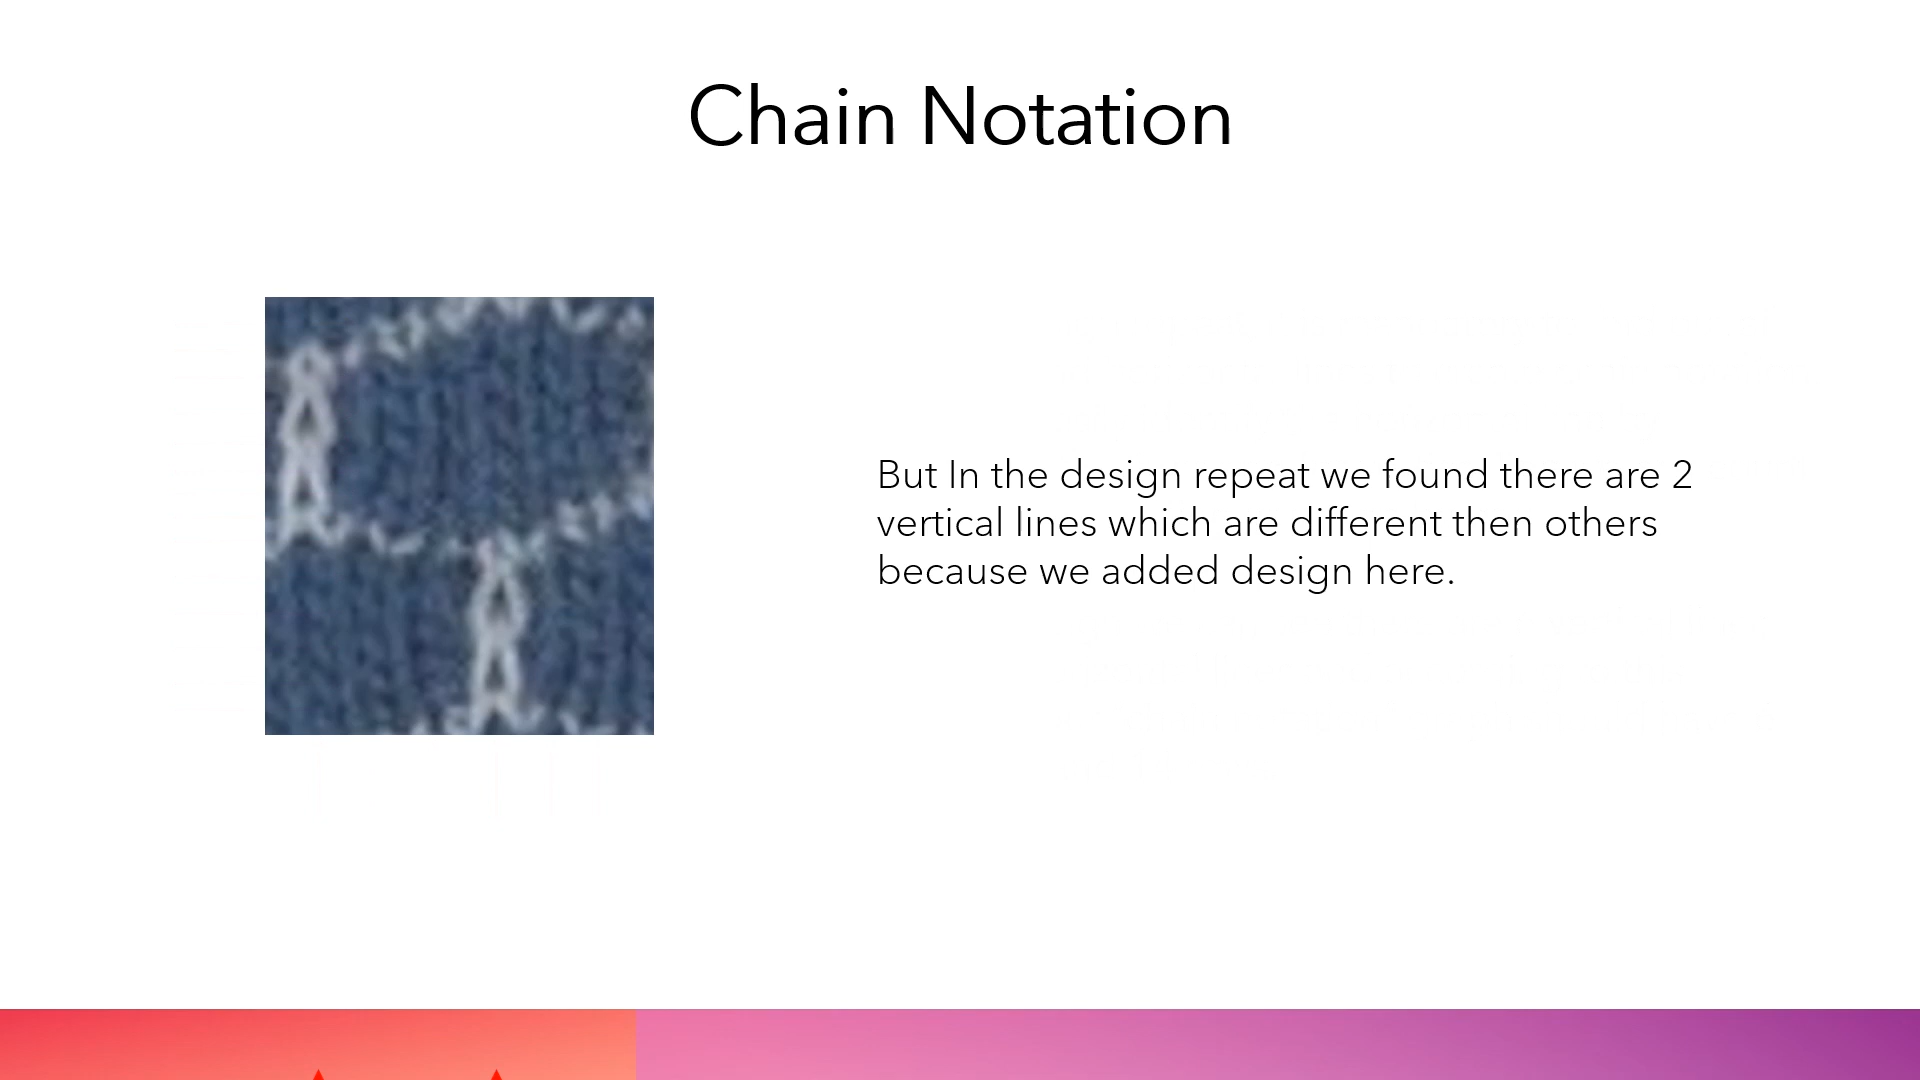 Chain Notation
But In the design repeat we found there are 2
vertical lines which are different then others
because we added design here.